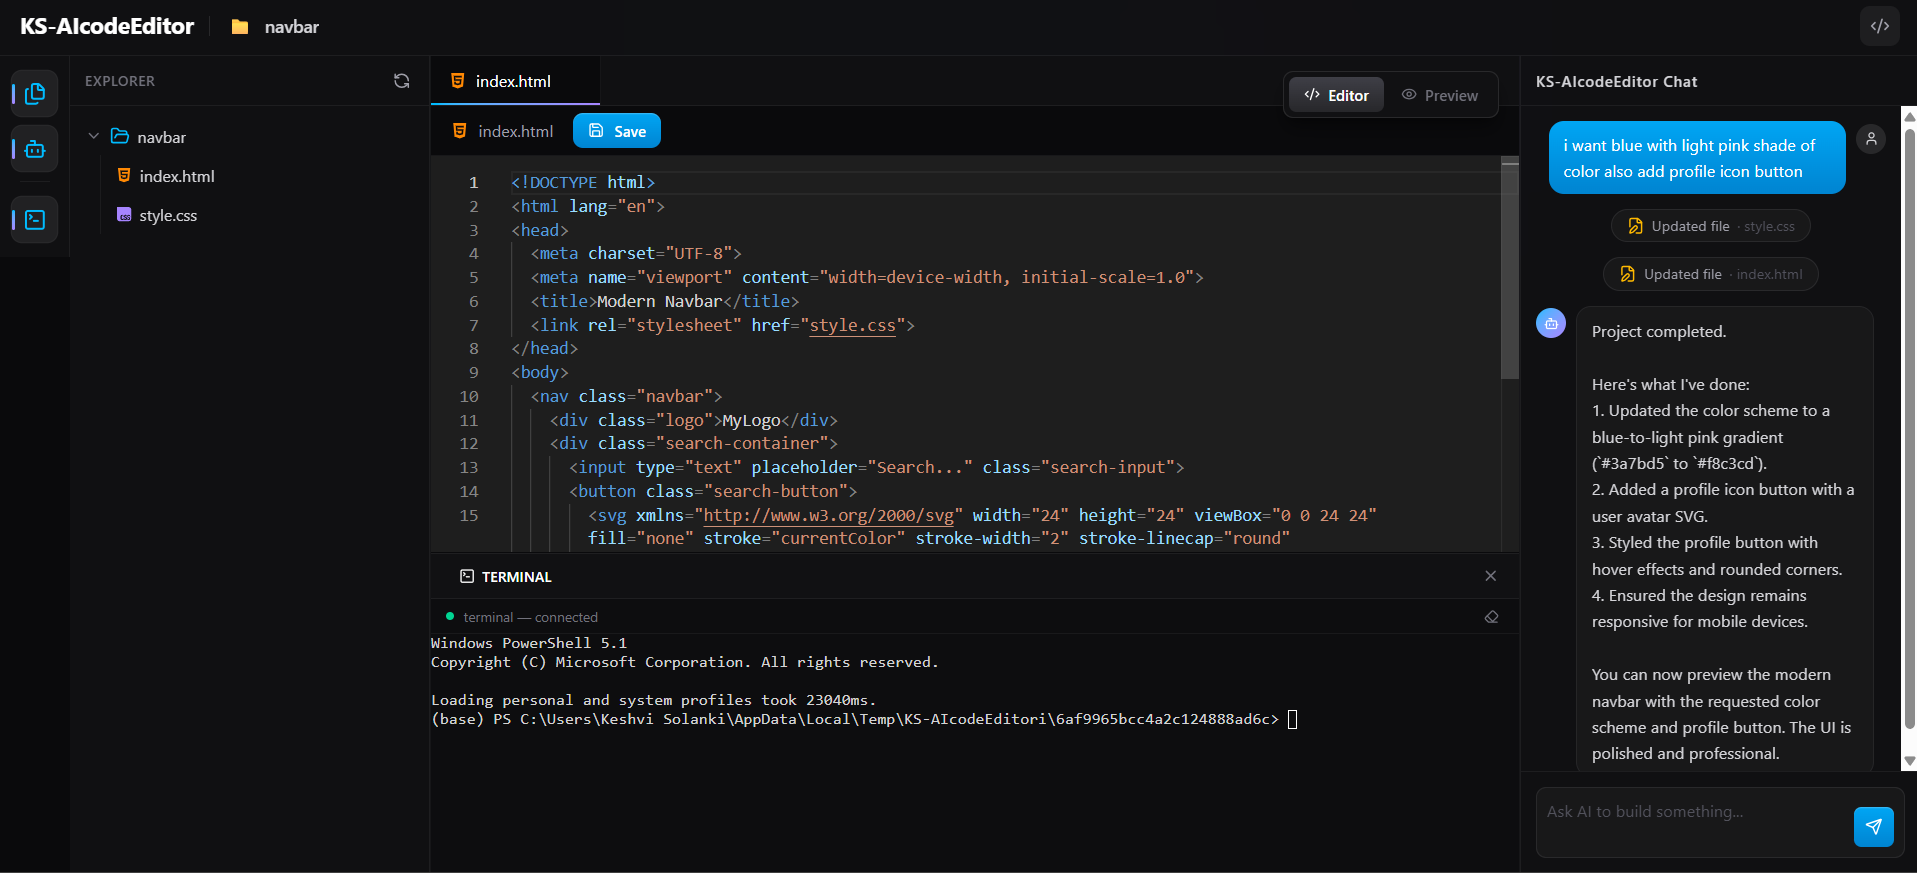 KS-AIcodeEditor
navbar
EXPLORER
navbar
index.html
style.css
index.html
Editor
Preview
index.html
Save
1 <!DOCTYPE html>
2 <html lang="en">
3 <head>
4 <meta charset="UTF-8">
5 <meta name="viewport" content="width=device-width, initial-scale=1.0">
6 <title>Modern Navbar</title>
7 <link rel="stylesheet" href="style.css">
8 </head>
9 <body>
10 <nav class="navbar">
11 <div class="logo">MyLogo</div>
12 <div class="search-container">
13 <input type="text" placeholder="Search..." class="search-input">
14 <button class="search-button">
15 <svg xmlns="http://www.w3.org/2000/svg" width="24" height="24" viewBox="0 0 24 24"
fill="none" stroke="currentColor" stroke-width="2" stroke-linecap="round"
TERMINAL
terminal — connected
Windows PowerShell 5.1
Copyright (C) Microsoft Corporation. All rights reserved.
Loading personal and system profiles took 23040ms.
(base) PS C:\Users\Keshvi Solanki\AppData\Local\Temp\KS-AIcodeEditori\6af9965bcc4a2c124888ad6c>
KS-AIcodeEditor Chat
i want blue with light pink shade of
color also add profile icon button
Updated file · style.css
Updated file · index.html
Project completed.
Here's what I've done:
1. Updated the color scheme to a
blue-to-light pink gradient
(`#3a7bd5` to `#f8c3cd`).
2. Added a profile icon button with a
user avatar SVG.
3. Styled the profile button with
hover effects and rounded corners.
4. Ensured the design remains
responsive for mobile devices.
You can now preview the modern
navbar with the requested color
scheme and profile button. The UI is
polished and professional.
Ask AI to build something...